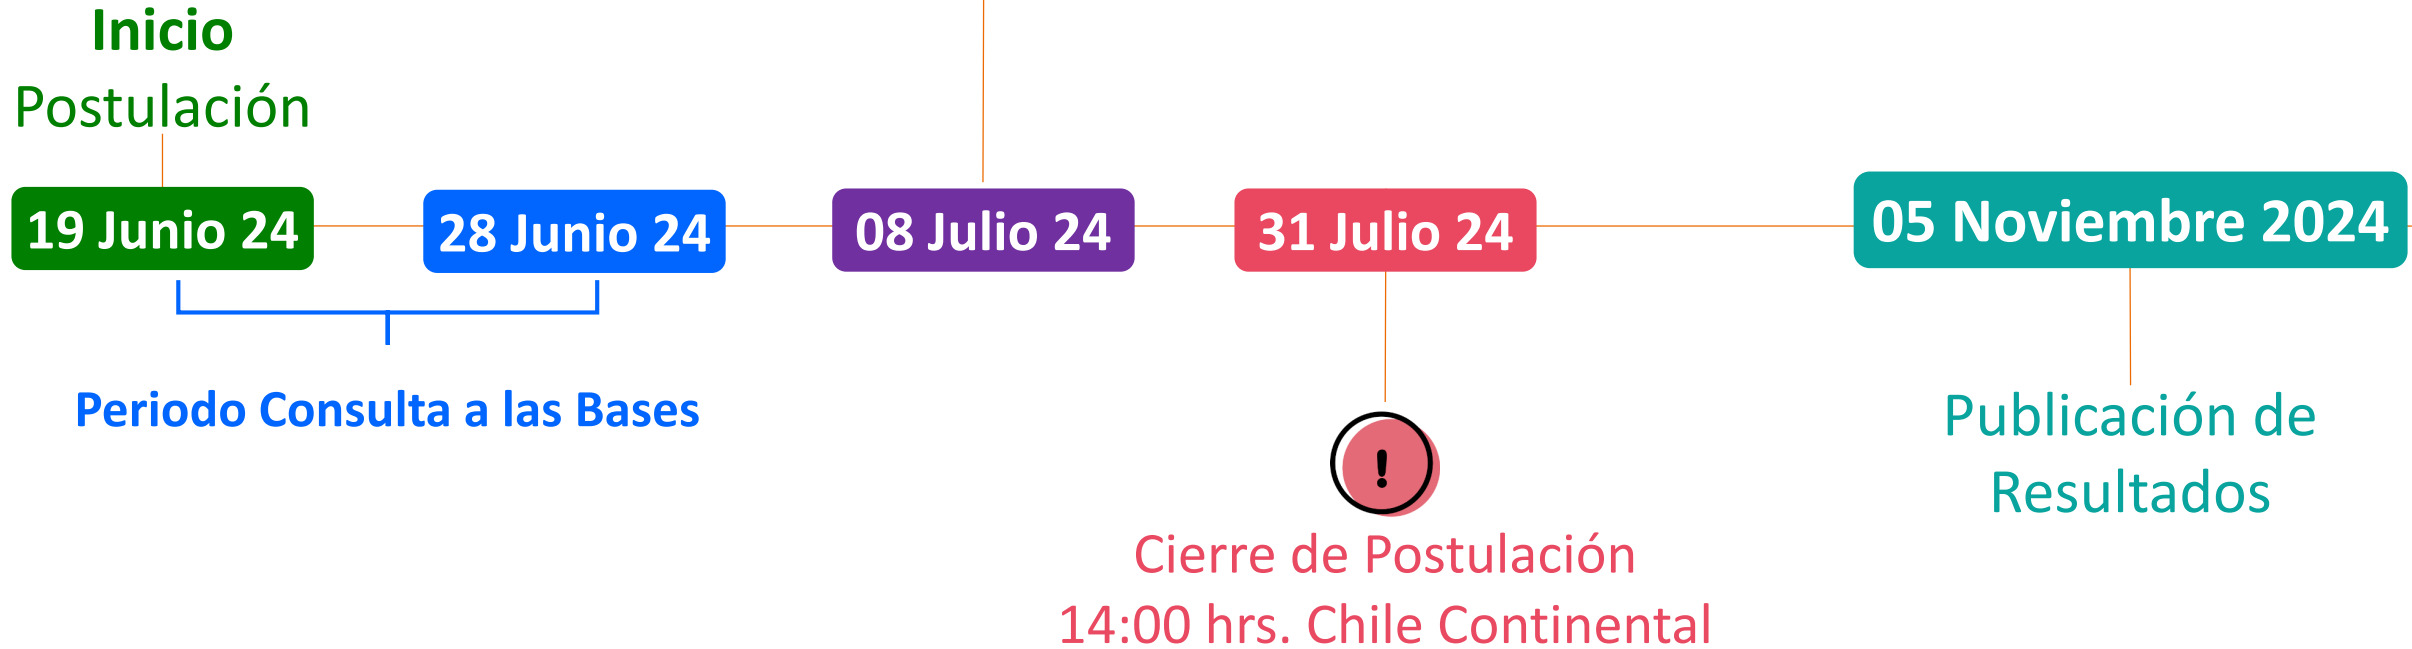 Inicio
Postulación
19 Junio 24
28 Junio 24
08 Julio 24
31 Julio 24
05 Noviembre 2024
Periodo Consulta a las Bases
!
Cierre de Postulación
14:00 hrs. Chile Continental
Publicación de
Resultados